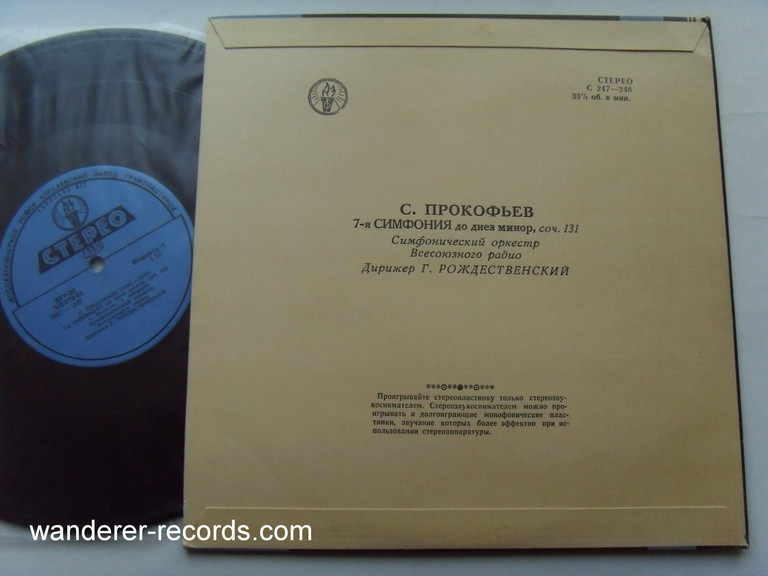 СТЕРЕО
С 247—248
33⅓ об. в мин.
С. ПРОКОФЬЕВ
7-я СИМФОНИЯ до диез минор, соч. 131
Симфонический оркестр
Всесоюзного радио
Дирижер Г. РОЖДЕСТВЕНСКИЙ
Проигрывайте стереопластинку только стереозву-
коснимателем. Стереозвукоснимателем можно про-
игрывать и долгоиграющие монофонические плас-
тинки, звучание которых более эффектно при ис-
пользовании стереоаппаратуры.
СТЕРЕО
wanderer-records.com